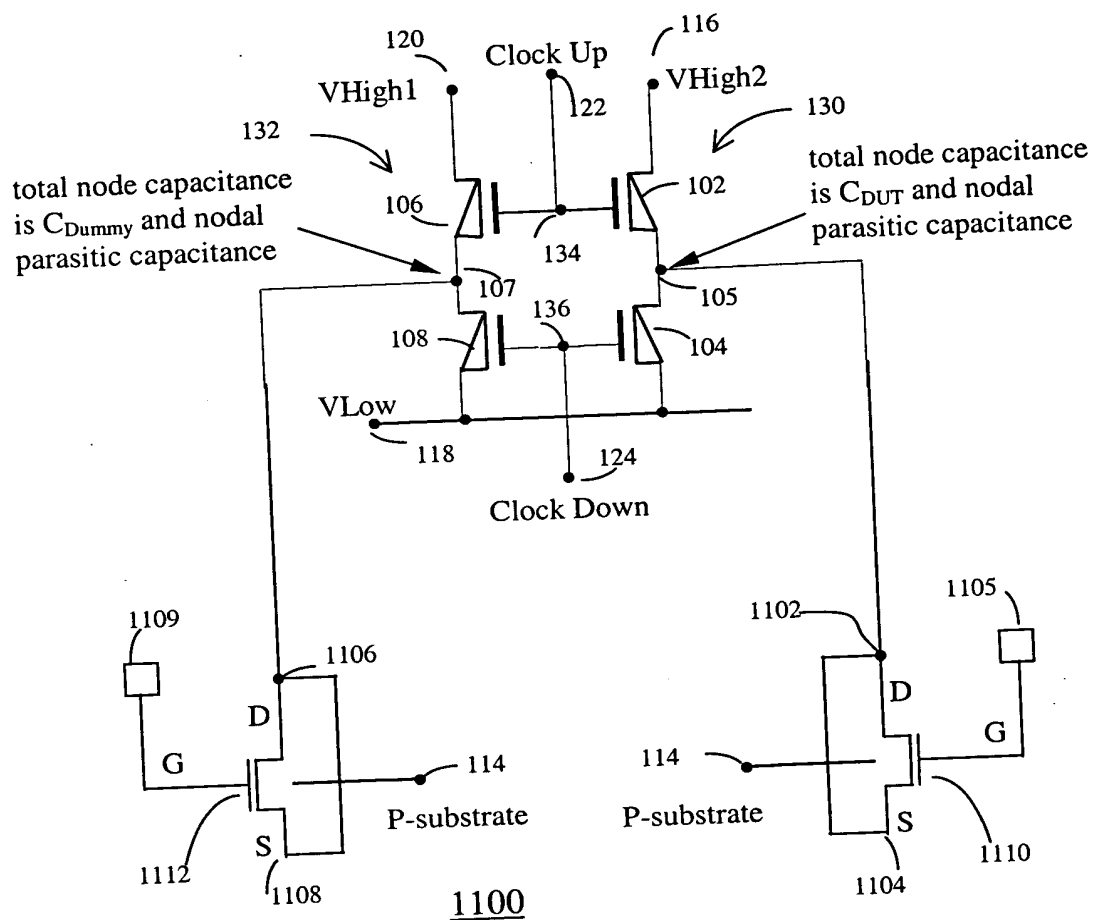 120
116
Clock Up
VHigh1
VHigh2
122
132
130
total node capacitance
is CDummy and nodal
parasitic capacitance
total node capacitance
is CDUT and nodal
parasitic capacitance
106
102
134
107
105
136
108
104
VLow
118
124
Clock Down
1109
1105
1106
1102
D
D
G
G
114
114
P-substrate
P-substrate
S
S
1112
1108
1104
1110
1100